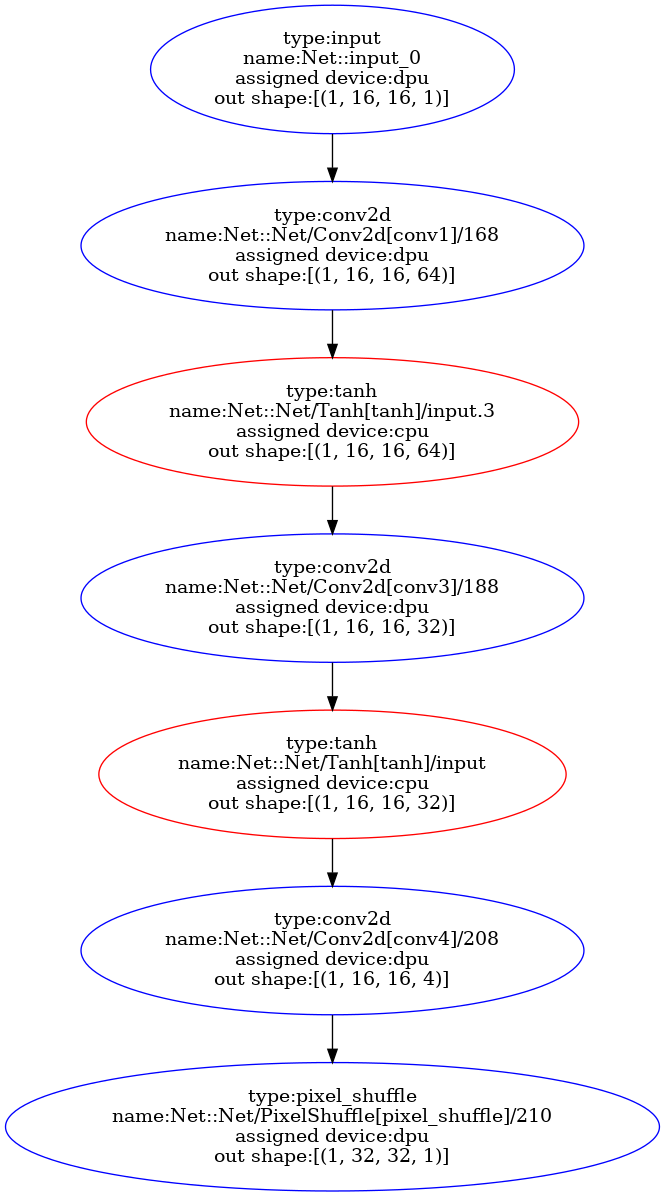 type:input
name:Net::input_0
assigned device:dpu
out shape:[(1, 16, 16, 1)]
type:conv2d
name:Net::Net/Conv2d[conv1]/168
assigned device:dpu
out shape:[(1, 16, 16, 64)]
type:tanh
name:Net::Net/Tanh[tanh]/input.3
assigned device:cpu
out shape:[(1, 16, 16, 64)]
type:conv2d
name:Net::Net/Conv2d[conv3]/188
assigned device:dpu
out shape:[(1, 16, 16, 32)]
type:tanh
name:Net::Net/Tanh[tanh]/input
assigned device:cpu
out shape:[(1, 16, 16, 32)]
type:conv2d
name:Net::Net/Conv2d[conv4]/208
assigned device:dpu
out shape:[(1, 16, 16, 4)]
type:pixel_shuffle
name:Net::Net/PixelShuffle[pixel_shuffle]/210
assigned device:dpu
out shape:[(1, 32, 32, 1)]